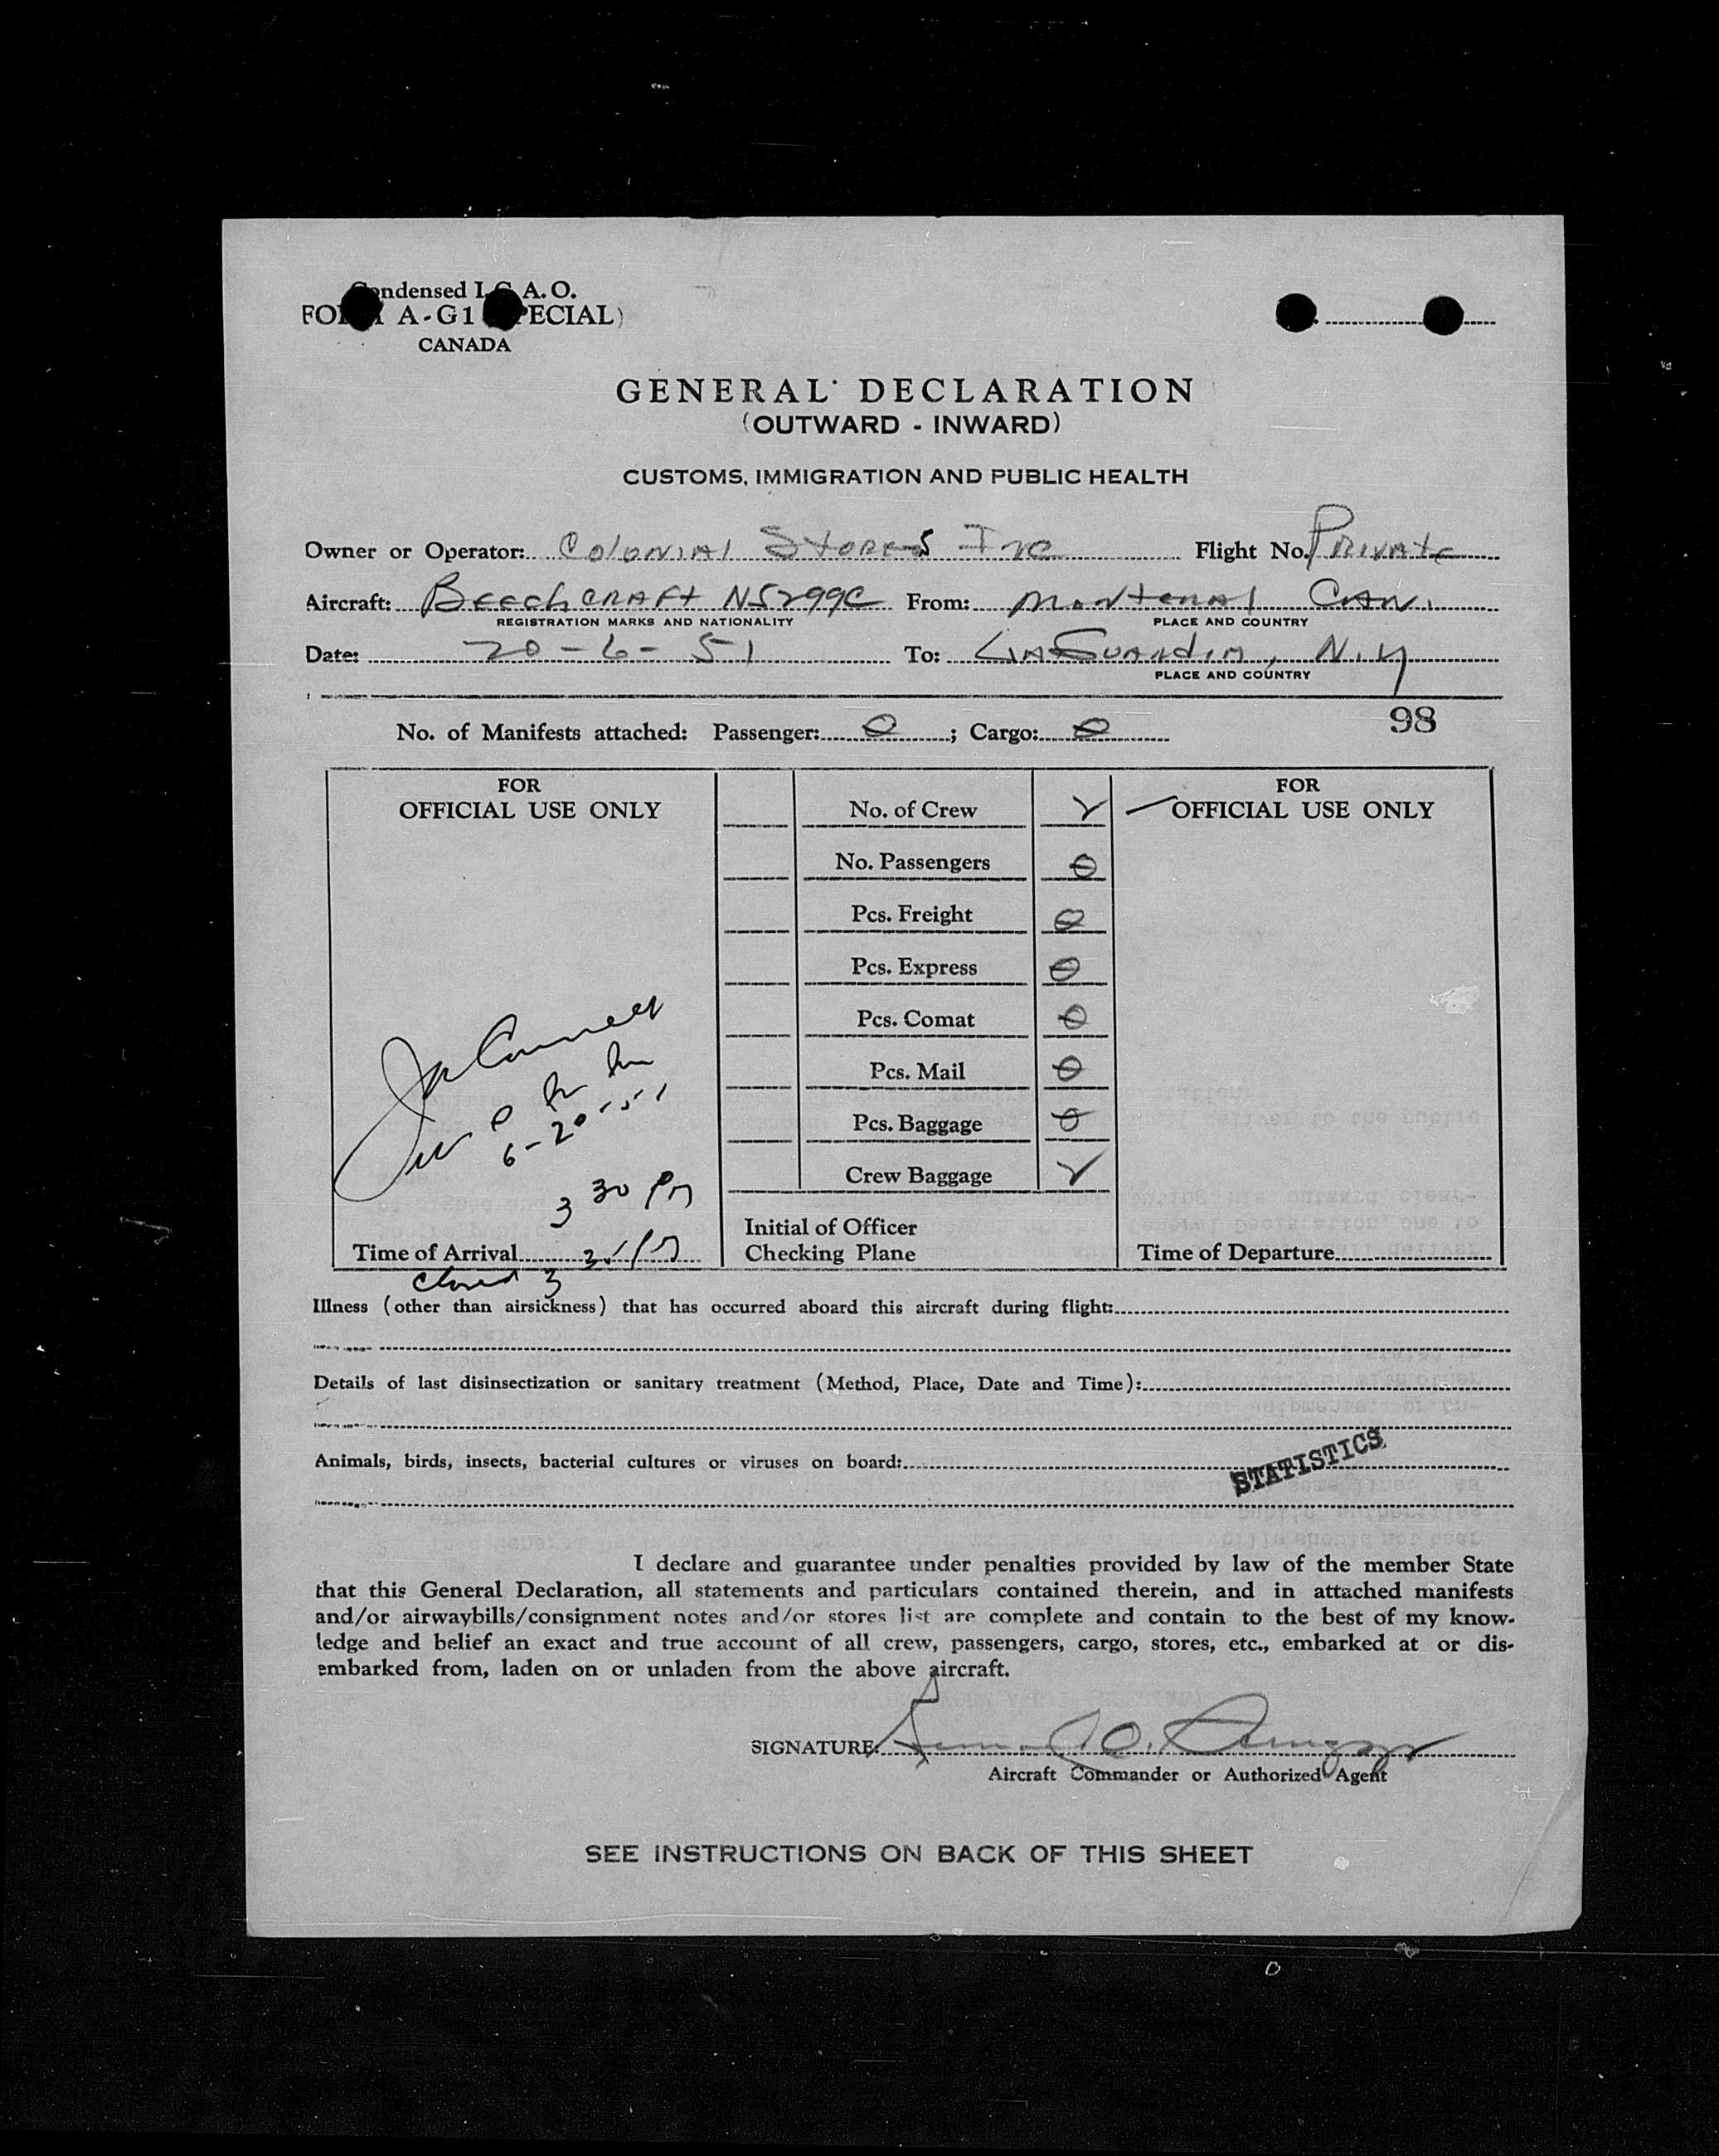 Condensed I.C.A.O.
FORM A-G1 (SPECIAL)
CANADA
GENERAL DECLARATION
(OUTWARD - INWARD)
CUSTOMS, IMMIGRATION AND PUBLIC HEALTH
Owner or Operator: Colonial Stores Inc Flight No. Private
Aircraft: Beechcraft N5299C From: Montreal Can.
REGISTRATION MARKS AND NATIONALITY PLACE AND COUNTRY
Date: 20-6-51 To: LaGuardia, N.Y
PLACE AND COUNTRY
98
No. of Manifests attached: Passenger: 0; Cargo: 0
FOR
OFFICIAL USE ONLY
No. of Crew 2
No. Passengers 0
Pcs. Freight 0
Pcs. Express 0
Pcs. Comat 0
Pcs. Mail 0
Pcs. Baggage 0
Crew Baggage 2
FOR
OFFICIAL USE ONLY
6-20-51
3 30 PM
Initial of Officer
Checking Plane
Time of Arrival
Time of Departure
Illness (other than airsickness) that has occurred aboard this aircraft during flight:
Details of last disinsectization or sanitary treatment (Method, Place, Date and Time):
Animals, birds, insects, bacterial cultures or viruses on board:
STATISTICS
I declare and guarantee under penalties provided by law of the member State
that this General Declaration, all statements and particulars contained therein, and in attached manifests
and/or airwaybills/consignment notes and/or stores list are complete and contain to the best of my know-
ledge and belief an exact and true account of all crew, passengers, cargo, stores, etc., embarked at or dis-
embarked from, laden on or unladen from the above aircraft.
SIGNATURE:
Aircraft Commander or Authorized Agent
SEE INSTRUCTIONS ON BACK OF THIS SHEET